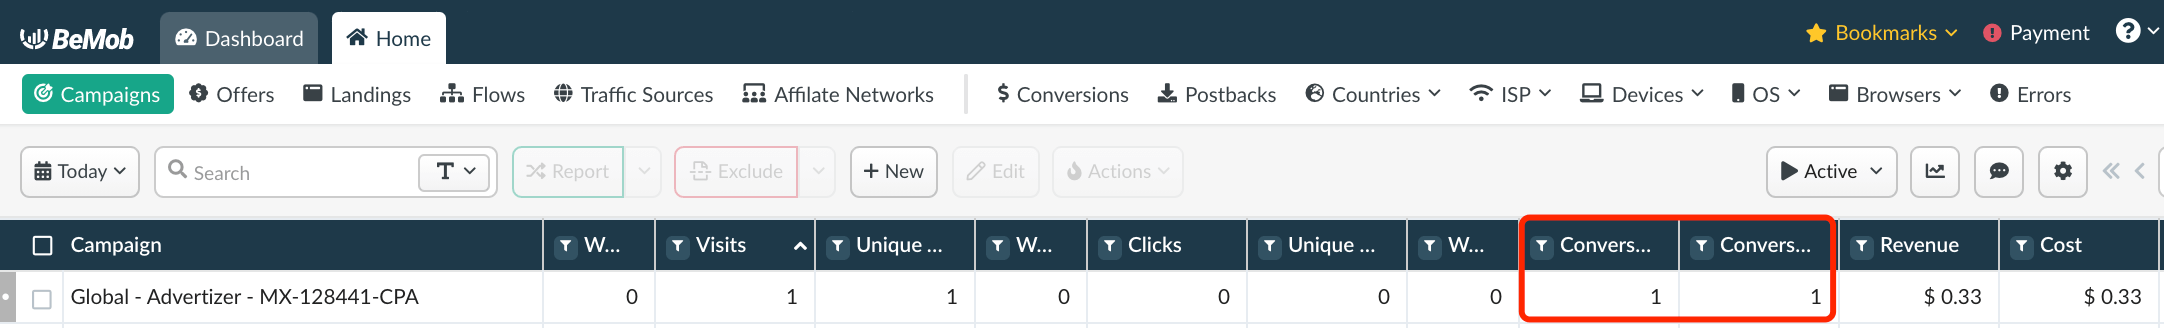 BeMob Dashboard Home Bookmarks Payment
Campaigns Offers Landings Flows Traffic Sources Affilate Networks $ Conversions Postbacks Countries ISP Devices OS Browsers Errors
Today Search T Report Exclude + New Edit Actions Active
Campaign W... Visits Unique ... W... Clicks Unique ... W... Convers... Convers... Revenue Cost
Global - Advertizer - MX-128441-CPA 0 1 1 0 0 0 0 1 1 $ 0.33 $ 0.33